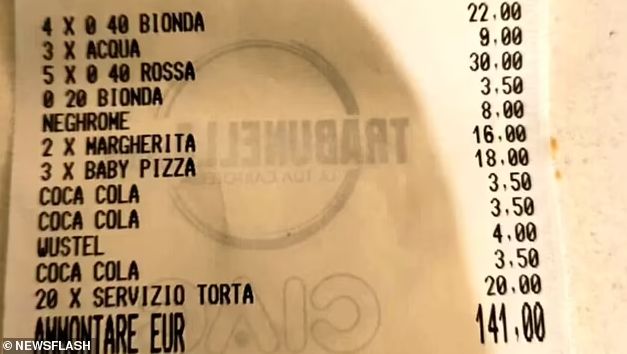 4 X 0 40 BIONDA 22.00
3 X ACQUA 9.00
5 X 0 40 ROSSA 30.00
0 20 BIONDA 3.50
NEGHROME 8.00
2 X MARGHERITA 16.00
3 X BABY PIZZA 18.00
COCA COLA 3.50
COCA COLA 3.50
WUSTEL 4.00
COCA COLA 3.50
20 X SERVIZIO TORTA 20.00
AMMONTARE EUR 141.00
CIAO
© NEWSFLASH